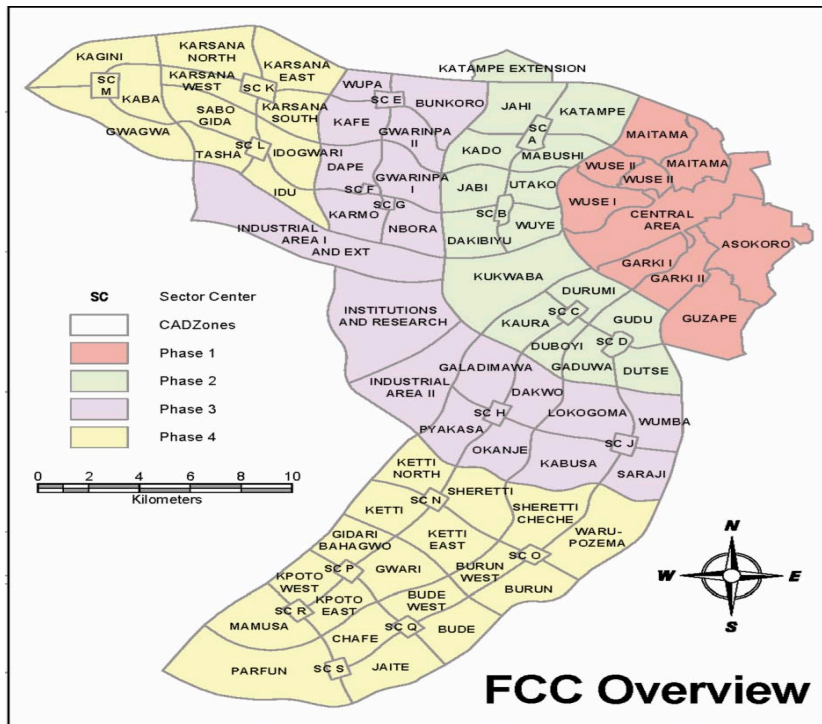 KATAMPE EXTENSION
KARSANA
NORTH
KAGINI
KARSANA
EAST
SC
M
KARSANA
WEST
SC K
KABA
SABO
GIDA
KARSANA
SOUTH
GWAGWA
SC L
TASHA
IDOGWARI
IDU
WUPA
SC E
BUNKORO
KAFE
GWARINPA
II
DAPE
GWARINPA
I
SC F
SC G
KARMO
NBORA
INDUSTRIAL
AREA I
AND EXT
JAHI
KATAMPE
SC
A
KADO
MABUSHI
JABI
UTAKO
SC B
WUYE
DAKIBIYU
KUKWABA
MAITAMA
MAITAMA
WUSE II
WUSE II
WUSE I
CENTRAL
AREA
ASOKORO
GARKI I
GARKI II
GUZAPE
DURUMI
SC C
GUDU
KAURA
DUBOYI
SC D
GADUWA
DUTSE
INSTITUTIONS
AND RESEARCH
INDUSTRIAL
AREA II
GALADIMAWA
DAKWO
LOKOGOMA
WUMBA
SC H
PYAKASA
OKANJE
SC J
KABUSA
SARAJI
KETTI
NORTH
SHERETTI
SC N
KETTI
SHERETTI
CHECHE
WARU-
POZEMA
GIDARI
BAHAGWO
KETTI
EAST
SC O
SC P
GWARI
BURUN
WEST
BURUN
KPOTO
WEST
KPOTO
EAST
BUDE
WEST
SC R
MAMUSA
SC Q
BUDE
CHAFE
PARFUN
SC S
JAITE
SC Sector Center
CADZones
Phase 1
Phase 2
Phase 3
Phase 4
0 2 4 6 8 10
Kilometers
N
W E
S
FCC Overview